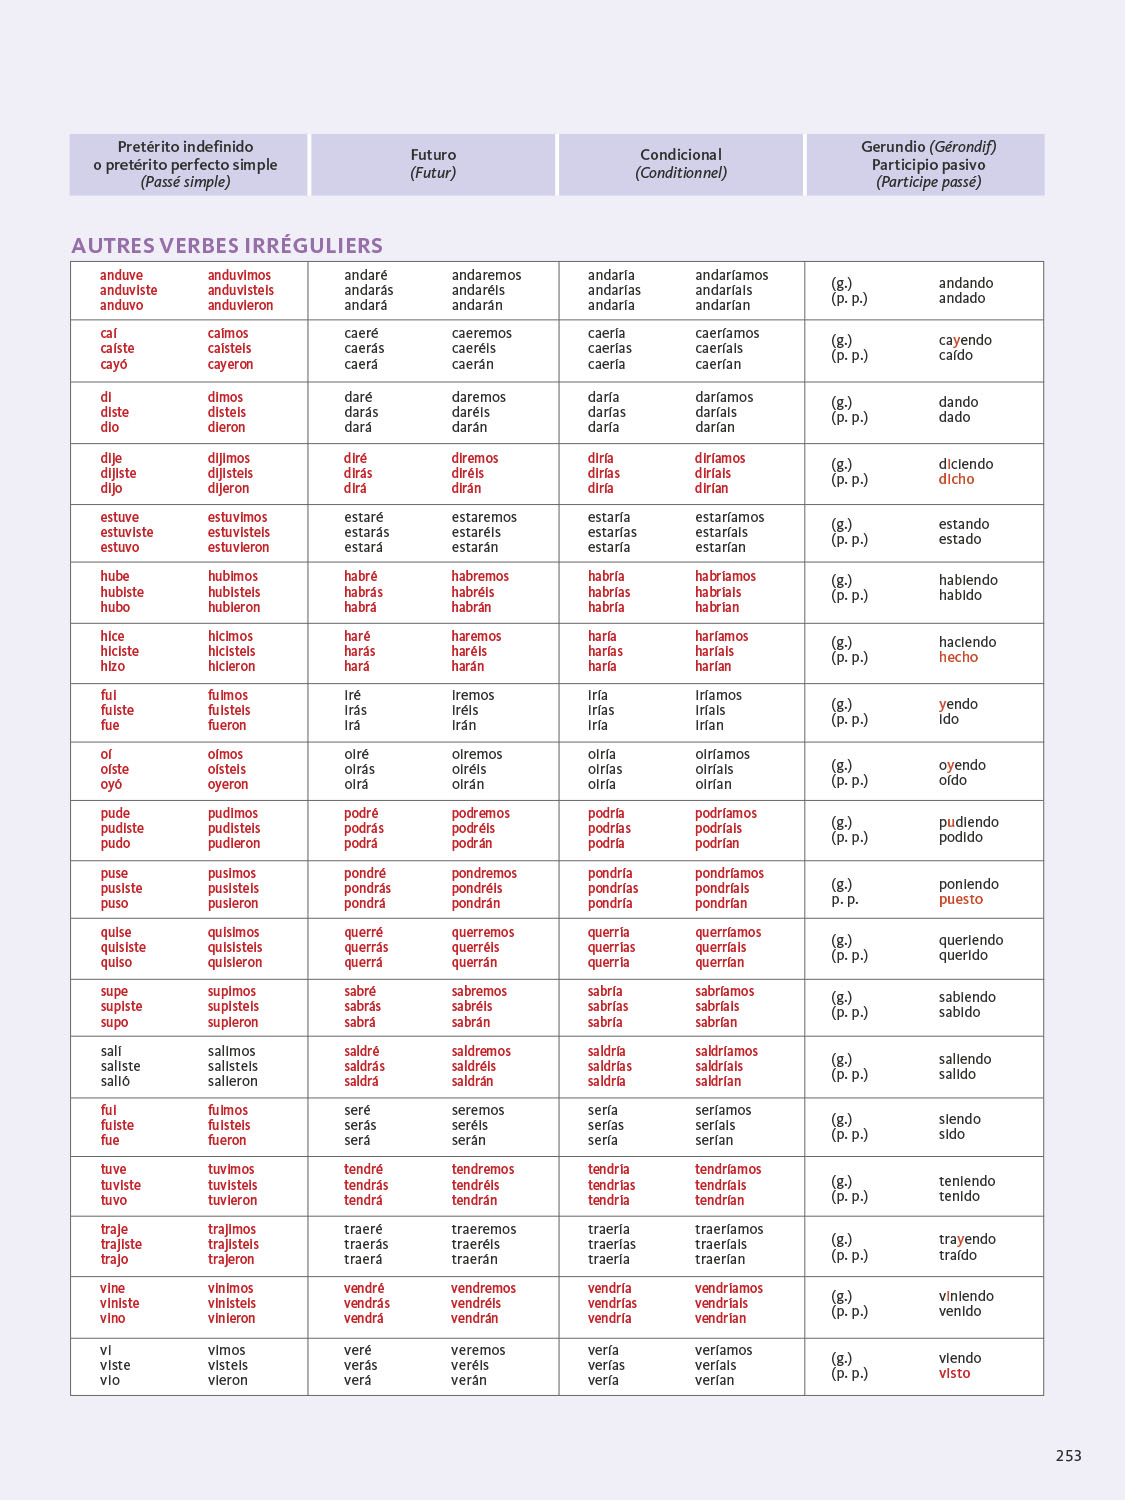 Pretérito indefinido
o pretérito perfecto simple
(Passé simple)
Futuro
(Futur)
Condicional
(Conditionnel)
Gerundio (Gérondif)
Participio pasivo
(Participe passé)
AUTRES VERBES IRRÉGULIERS
anduve anduvimos andaré andaremos andaría andaríamos (g.) andando
anduviste anduvisteis andarás andaréis andarías andaríais (p. p.) andado
anduvo anduvieron andará andarán andaría andarían
caí caímos caeré caeremos caería caeríamos (g.) cayendo
caíste caísteis caerás caeréis caerías caeríais (p. p.) caído
cayó cayeron caerá caerán caería caerían
di dimos daré daremos daría daríamos (g.) dando
diste disteis darás daréis darías daríais (p. p.) dado
dio dieron dará darán daría darían
dije dijimos diré diremos diría diríamos (g.) diciendo
dijiste dijisteis dirás diréis dirías diríais (p. p.) dicho
dijo dijeron dirá dirán diría dirían
estuve estuvimos estaré estaremos estaría estaríamos (g.) estando
estuviste estuvisteis estarás estaréis estarías estaríais (p. p.) estado
estuvo estuvieron estará estarán estaría estarían
hube hubimos habré habremos habría habríamos (g.) habiendo
hubiste hubisteis habrás habréis habrías habríais (p. p.) habido
hubo hubieron habrá habrán habría habrían
hice hicimos haré haremos haría haríamos (g.) haciendo
hiciste hicisteis harás haréis harías haríais (p. p.) hecho
hizo hicieron hará harán haría harían
fui fuimos iré iremos iría iríamos (g.) yendo
fuiste fuisteis irás iréis irías iríais (p. p.) ido
fue fueron irá irán iría irían
oí oímos oiré oiremos oiría oiríamos (g.) oyendo
oíste oísteis oirás oiréis oirías oiríais (p. p.) oído
oyó oyeron oirá oirán oiría oirían
pude pudimos podré podremos podría podríamos (g.) pudiendo
pudiste pudisteis podrás podréis podrías podríais (p. p.) podido
pudo pudieron podrá podrán podría podrían
puse pusimos pondré pondremos pondría pondríamos (g.) poniendo
pusiste pusisteis pondrás pondréis pondrías pondríais p. p. puesto
puso pusieron pondrá pondrán pondría pondrían
quise quisimos querré querremos querría querríamos (g.) queriendo
quisiste quisisteis querrás querréis querrías querríais (p. p.) querido
quiso quisieron querrá querrán querría querrían
supe supimos sabré sabremos sabría sabríamos (g.) sabiendo
supiste supisteis sabrás sabréis sabrías sabríais (p. p.) sabido
supo supieron sabrá sabrán sabría sabrían
salí salimos saldré saldremos saldría saldríamos (g.) saliendo
saliste salisteis saldrás saldréis saldrías saldríais (p. p.) salido
salió salieron saldrá saldrán saldría saldrían
fui fuimos seré seremos sería seríamos (g.) siendo
fuiste fuisteis serás seréis serías seríais (p. p.) sido
fue fueron será serán sería serían
tuve tuvimos tendré tendremos tendría tendríamos (g.) teniendo
tuviste tuvisteis tendrás tendréis tendrías tendríais (p. p.) tenido
tuvo tuvieron tendrá tendrán tendría tendrían
traje trajimos traeré traeremos traería traeríamos (g.) trayendo
trajiste trajisteis traerás traeréis traerías traeríais (p. p.) traído
trajo trajeron traerá traerán traería traerían
vine vinimos vendré vendremos vendría vendríamos (g.) viniendo
viniste vinisteis vendrás vendréis vendrías vendríais (p. p.) venido
vino vinieron vendrá vendrán vendría vendrían
vi vimos veré veremos vería veríamos (g.) viendo
viste visteis verás veréis verías veríais (p. p.) visto
vio vieron verá verán vería verían
253